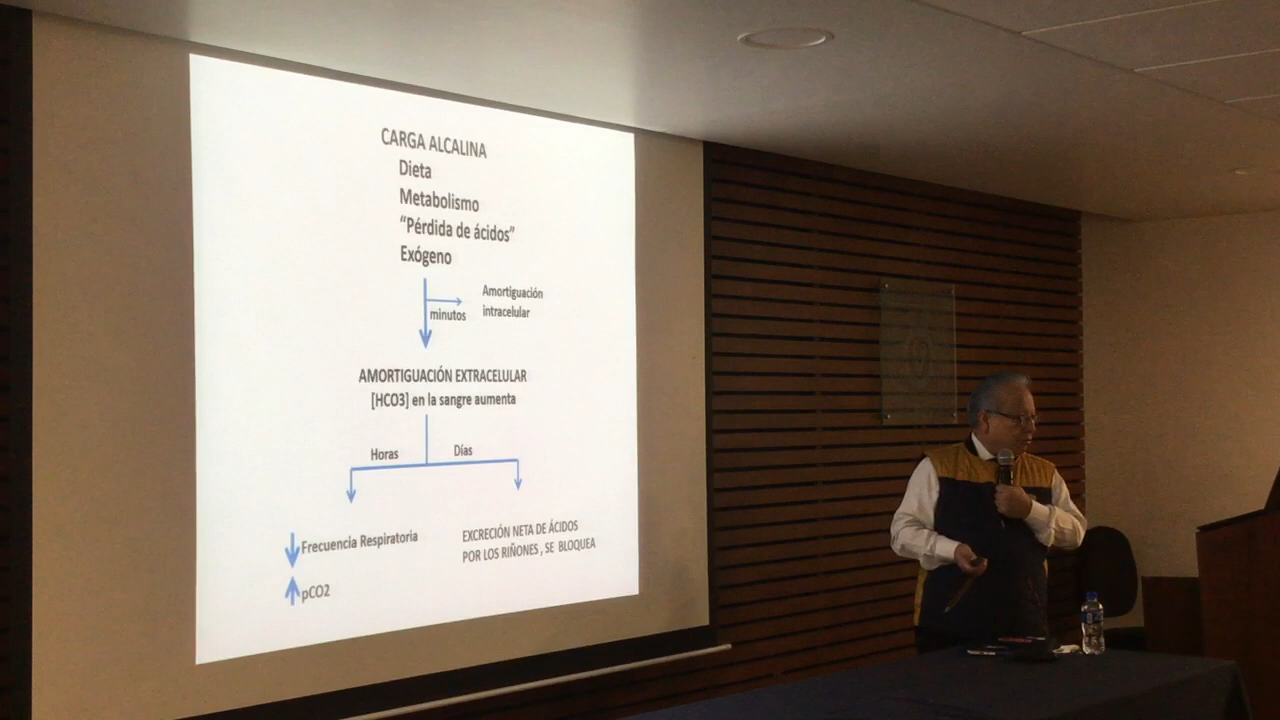 CARGA ALCALINA
Dieta
Metabolismo
“Pérdida de ácidos”
Exógeno
minutos
Amortiguación
intracelular
AMORTIGUACIÓN EXTRACELULAR
[HCO3] en la sangre aumenta
Horas
Días
Frecuencia Respiratoria
pCO2
EXCRECIÓN NETA DE ÁCIDOS
POR LOS RIÑONES , SE BLOQUEA